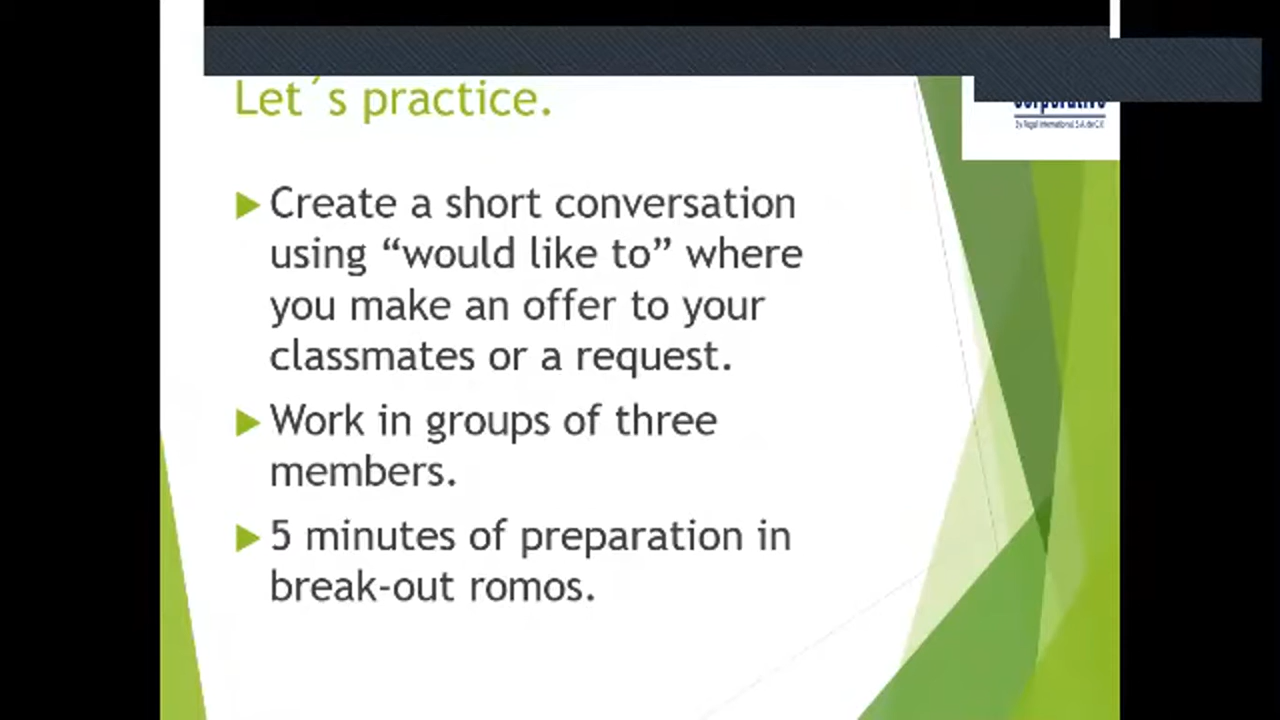 Let´s practice.
Create a short conversation
using “would like to” where
you make an offer to your
classmates or a request.
Work in groups of three
members.
5 minutes of preparation in
break-out romos.